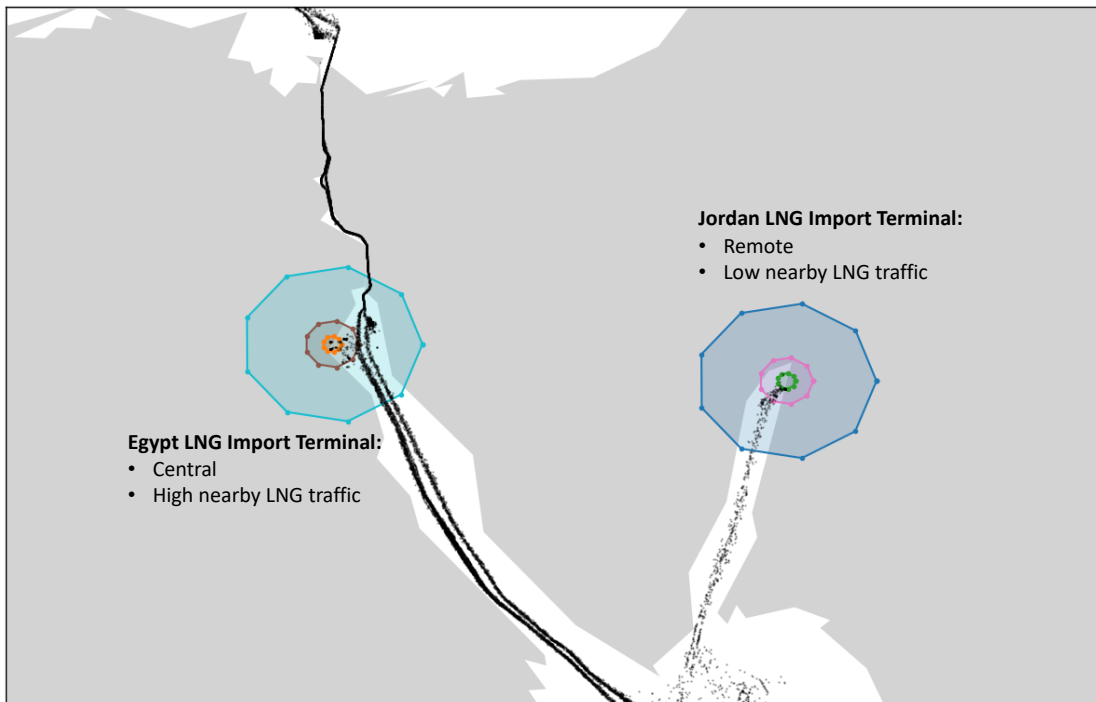 Jordan LNG Import Terminal:
• Remote
• Low nearby LNG traffic
Egypt LNG Import Terminal:
• Central
• High nearby LNG traffic